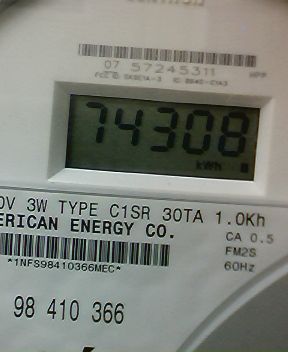 07 57245311
74308
kWh
0V 3W TYPE C1SR 30TA 1.0Kh
ERICAN ENERGY CO.
CA 0.5
FM2S
60Hz
*1NFS98410366MEC*
98 410 366